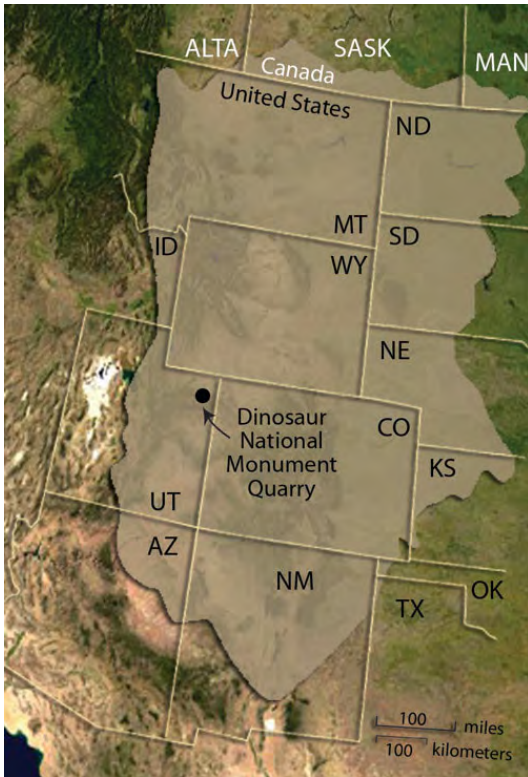 ALTA
SASK
MAN
Canada
United States
ND
MT
SD
ID
WY
NE
Dinosaur
National
Monument
Quarry
CO
KS
UT
AZ
NM
OK
TX
100 miles
100 kilometers